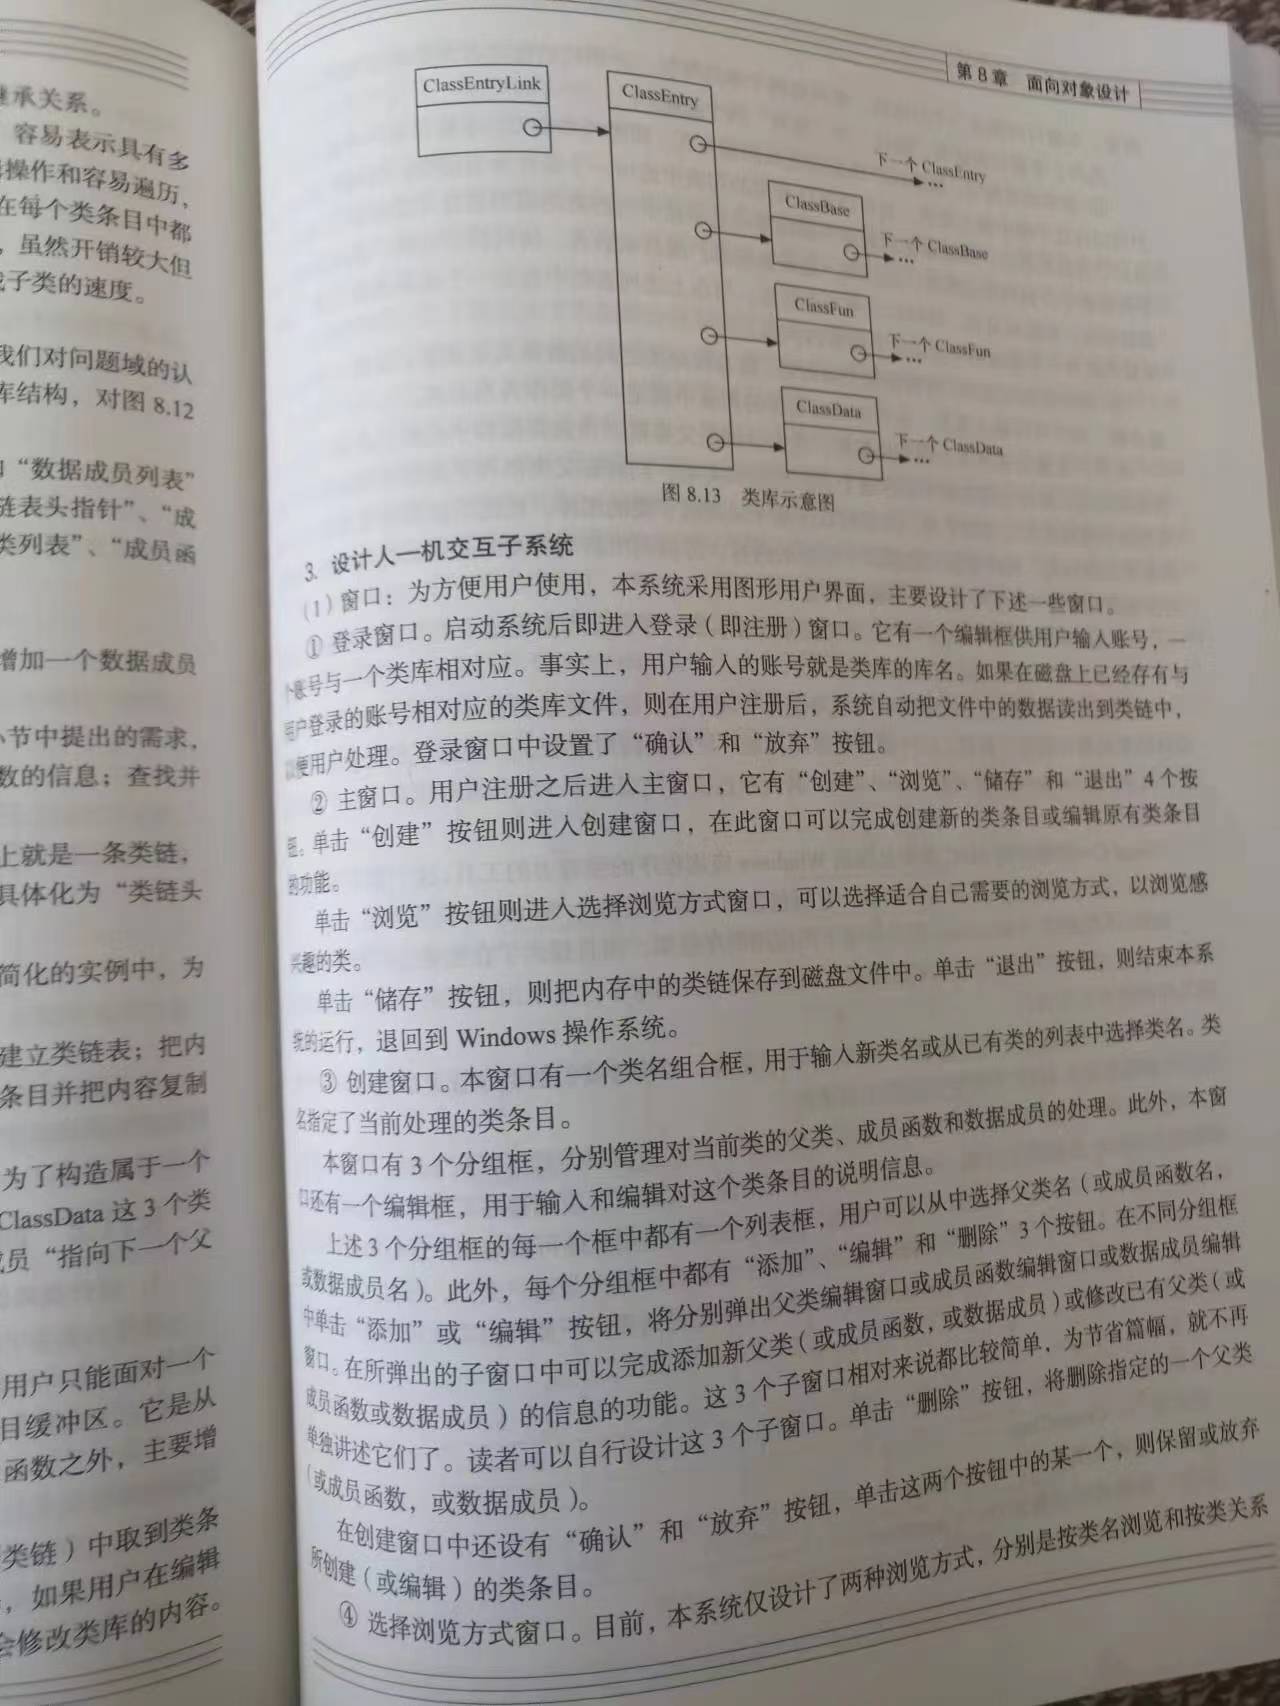 继承关系。
容易表示具有多
操作和容易遍历，
在每个类条目中都
，虽然开销较大但
子类的速度。
我们对问题域的认
库结构，对图 8.12
“数据成员列表”
链表头指针”、“成
类列表”、“成员函
增加一个数据成员
小节中提出的需求，
数的信息；查找并
上就是一条类链，
具体化为“类链头
简化的实例中，为
建立类链表；把内
条目并把内容复制
为了构造属于一个
ClassData 这 3 个类
员“指向下一个父
用户只能面对一个
目缓冲区。它是从
函数之外，主要增
类链）中取到类条
，如果用户在编辑
会修改类库的内容。
第 8 章 面向对象设计
ClassEntryLink
ClassEntry
下一个 ClassEntry
…
ClassBase
下一个 ClassBase
…
ClassFun
下一个 ClassFun
…
ClassData
下一个 ClassData
…
图 8.13 类库示意图
3. 设计人—机交互子系统
（1）窗口：为方便用户使用，本系统采用图形用户界面，主要设计了下述一些窗口。
① 登录窗口。启动系统后即进入登录（即注册）窗口。它有一个编辑框供用户输入账号，一
个账号与一个类库相对应。事实上，用户输入的账号就是类库的库名。如果在磁盘上已经存有与
用户登录的账号相对应的类库文件，则在用户注册后，系统自动把文件中的数据读出到类链中，
以便用户处理。登录窗口中设置了“确认”和“放弃”按钮。
② 主窗口。用户注册之后进入主窗口，它有“创建”、“浏览”、“储存”和“退出”4 个按
钮。单击“创建”按钮则进入创建窗口，在此窗口可以完成创建新的类条目或编辑原有类条目
的功能。
单击“浏览”按钮则进入选择浏览方式窗口，可以选择适合自己需要的浏览方式，以浏览感
兴趣的类。
单击“储存”按钮，则把内存中的类链保存到磁盘文件中。单击“退出”按钮，则结束本系
统的运行，退回到 Windows 操作系统。
③ 创建窗口。本窗口有一个类名组合框，用于输入新类名或从已有类的列表中选择类名。类
名指定了当前处理的类条目。
本窗口有 3 个分组框，分别管理对当前类的父类、成员函数和数据成员的处理。此外，本窗
口还有一个编辑框，用于输入和编辑对这个类条目的说明信息。
上述 3 个分组框的每一个框中都有一个列表框，用户可以从中选择父类名（或成员函数名，
或数据成员名）。此外，每个分组框中都有“添加”、“编辑”和“删除”3 个按钮。在不同分组框
中单击“添加”或“编辑”按钮，将分别弹出父类编辑窗口或成员函数编辑窗口或数据成员编辑
窗口。在所弹出的子窗口中可以完成添加新父类（或成员函数，或数据成员）或修改已有父类（或
成员函数或数据成员）的信息的功能。这 3 个子窗口相对来说都比较简单，为节省篇幅，就不再
单独讲述它们了。读者可以自行设计这 3 个子窗口。单击“删除”按钮，将删除指定的一个父类
（或成员函数，或数据成员）。
在创建窗口中还设有“确认”和“放弃”按钮，单击这两个按钮中的某一个，则保留或放弃
所创建（或编辑）的类条目。
④ 选择浏览方式窗口。目前，本系统仅设计了两种浏览方式，分别是按类名浏览和按类关系